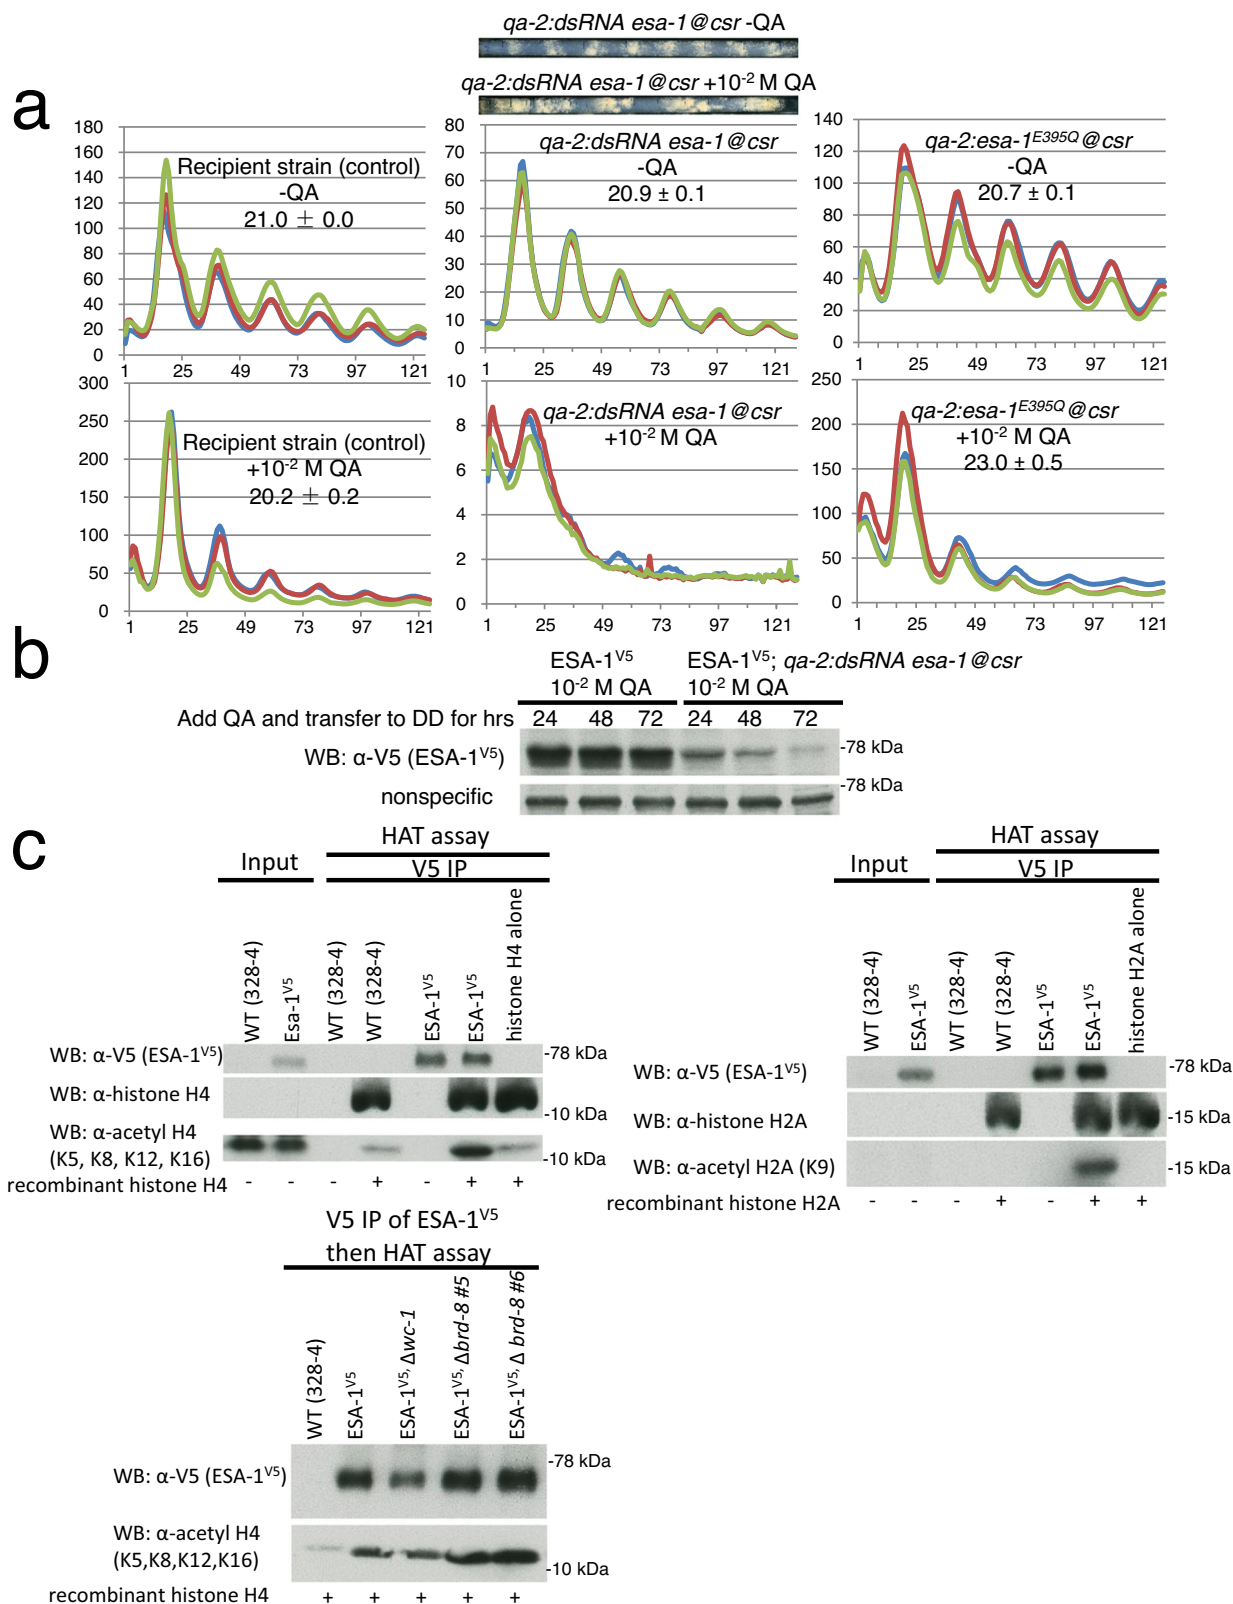 a
qa-2:dsRNA esa-1@csr -QA
qa-2:dsRNA esa-1@csr +10-2 M QA
180
160
140
120
100
80
60
40
20
0
1 25 49 73 97 121
Recipient strain (control)
-QA
21.0 ± 0.0
80
70
60
50
40
30
20
10
0
1 25 49 73 97 121
qa-2:dsRNA esa-1@csr
-QA
20.9 ± 0.1
140
120
100
80
60
40
20
0
1 25 49 73 97 121
qa-2:esa-1E395Q@csr
-QA
20.7 ± 0.1
300
250
200
150
100
50
0
1 25 49 73 97 121
Recipient strain (control)
+10-2 M QA
20.2 ± 0.2
10
8
6
4
2
0
1 25 49 73 97 121
qa-2:dsRNA esa-1@csr
+10-2 M QA
250
200
150
100
50
0
1 25 49 73 97 121
qa-2:esa-1E395Q@csr
+10-2 M QA
23.0 ± 0.5
b
ESA-1V5 ESA-1V5; qa-2:dsRNA esa-1@csr
10-2 M QA 10-2 M QA
Add QA and transfer to DD for hrs 24 48 72 24 48 72
WB: α-V5 (ESA-1V5) -78 kDa
nonspecific -78 kDa
c
HAT assay
Input V5 IP
WT (328-4)
Esa-1V5
WT (328-4)
WT (328-4)
ESA-1V5
ESA-1V5
histone H4 alone
WB: α-V5 (ESA-1V5) -78 kDa
WB: α-histone H4 -10 kDa
WB: α-acetyl H4
(K5, K8, K12, K16) -10 kDa
recombinant histone H4 - - - + - + +
HAT assay
Input V5 IP
WT (328-4)
ESA-1V5
WT (328-4)
WT (328-4)
ESA-1V5
ESA-1V5
histone H2A alone
WB: α-V5 (ESA-1V5) -78 kDa
WB: α-histone H2A -15 kDa
WB: α-acetyl H2A (K9) -15 kDa
recombinant histone H2A - - - + - + +
V5 IP of ESA-1V5
then HAT assay
WT (328-4)
ESA-1V5
ESA-1V5, Δwc-1
ESA-1V5, Δbrd-8 #5
ESA-1V5, Δ brd-8 #6
WB: α-V5 (ESA-1V5) -78 kDa
WB: α-acetyl H4
(K5,K8,K12,K16) -10 kDa
recombinant histone H4 + + + + +